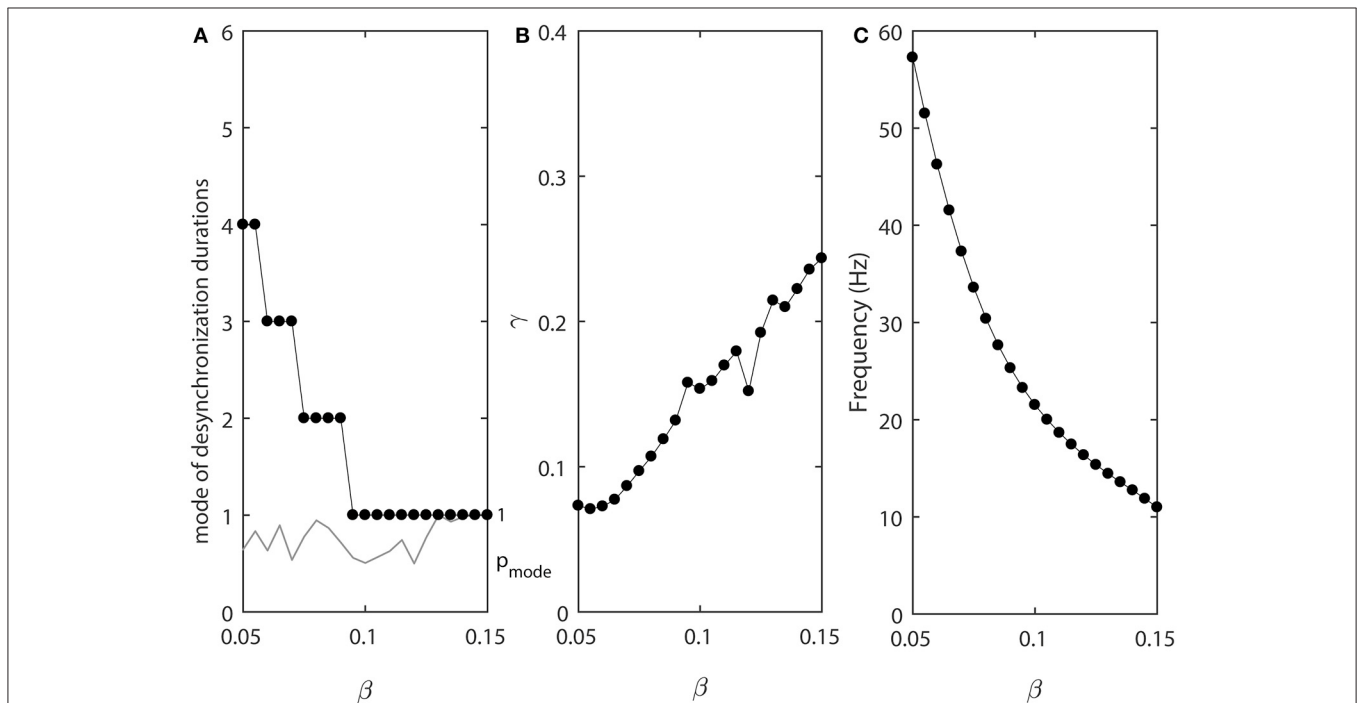 A
mode of desynchronization durations
6
5
4
3
2
1
0
0.05
0.1
0.15
β
1
p mode
B
γ
0.4
0.3
0.2
0.1
0
0.05
0.1
0.15
β
C
Frequency (Hz)
60
50
40
30
20
10
0
0.05
0.1
0.15
β